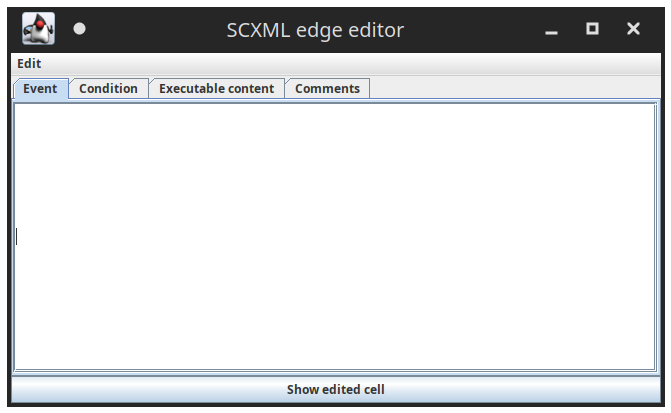 SCXML edge editor
Edit
Event Condition Executable content Comments
Show edited cell